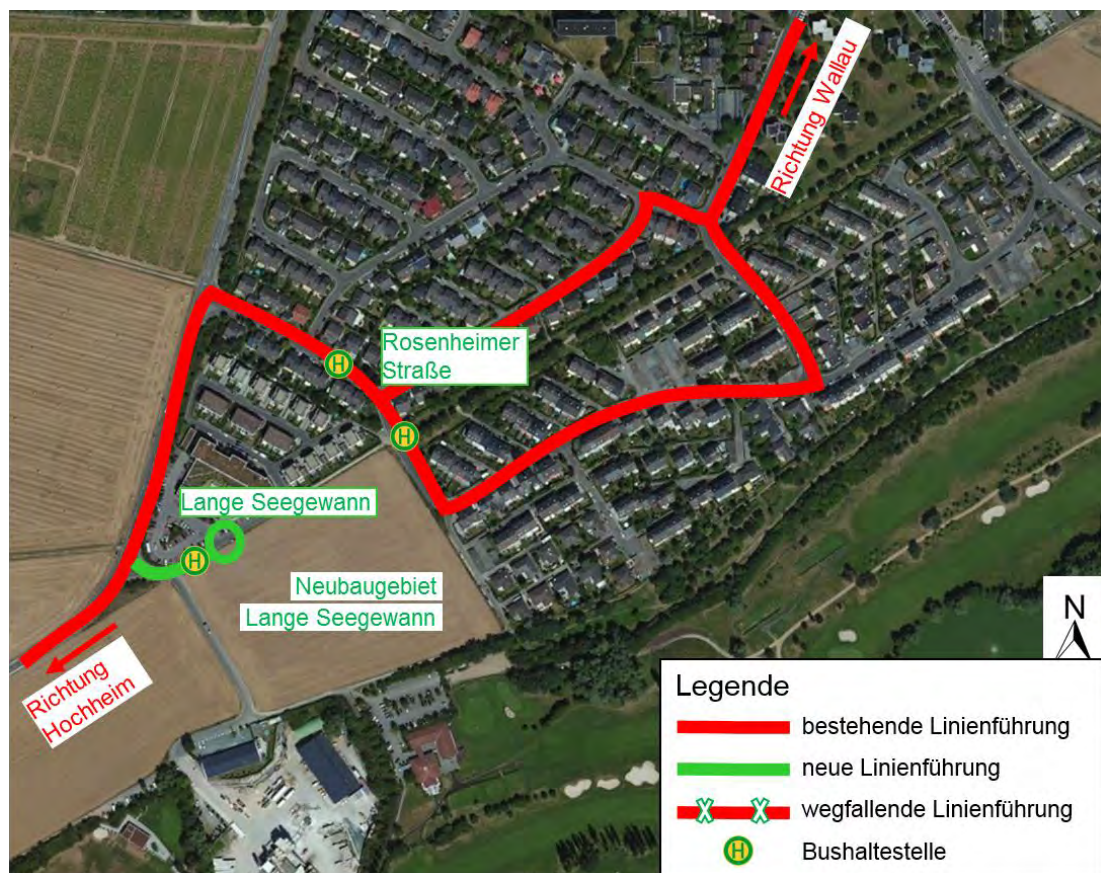 Richtung Wallau
Rosenheimer
Straße
H
H
Lange Seegewann
H
Neubaugebiet
Lange Seegewann
Richtung
Hochheim
N
Legende
bestehende Linienführung
neue Linienführung
X X wegfallende Linienführung
H Bushaltestelle